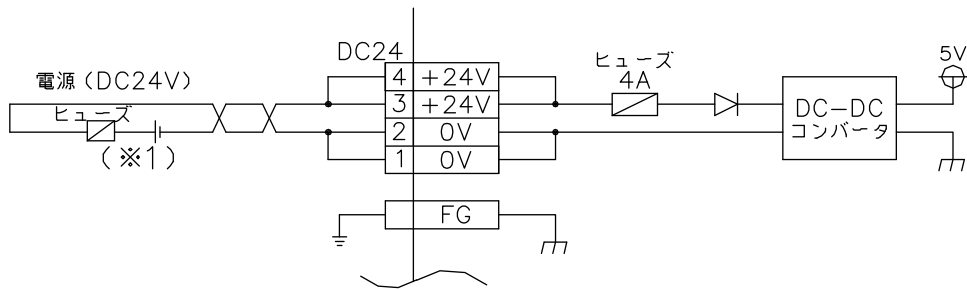 電源(DC24V)
ヒューズ
(※1)
DC24
4 +24V
3 +24V
2 0V
1 0V
FG
ヒューズ
4A
DC-DC
コンバータ
5V